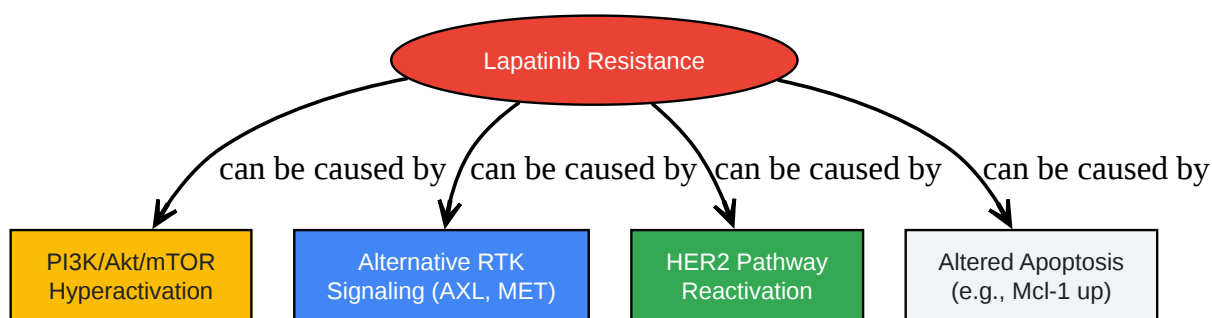 Lapatinib Resistance
can be caused by can be caused by can be caused by can be caused by
PI3K/Akt/mTOR
Hyperactivation
Alternative RTK
Signaling (AXL, MET)
HER2 Pathway
Reactivation
Altered Apoptosis
(e.g., Mcl-1 up)